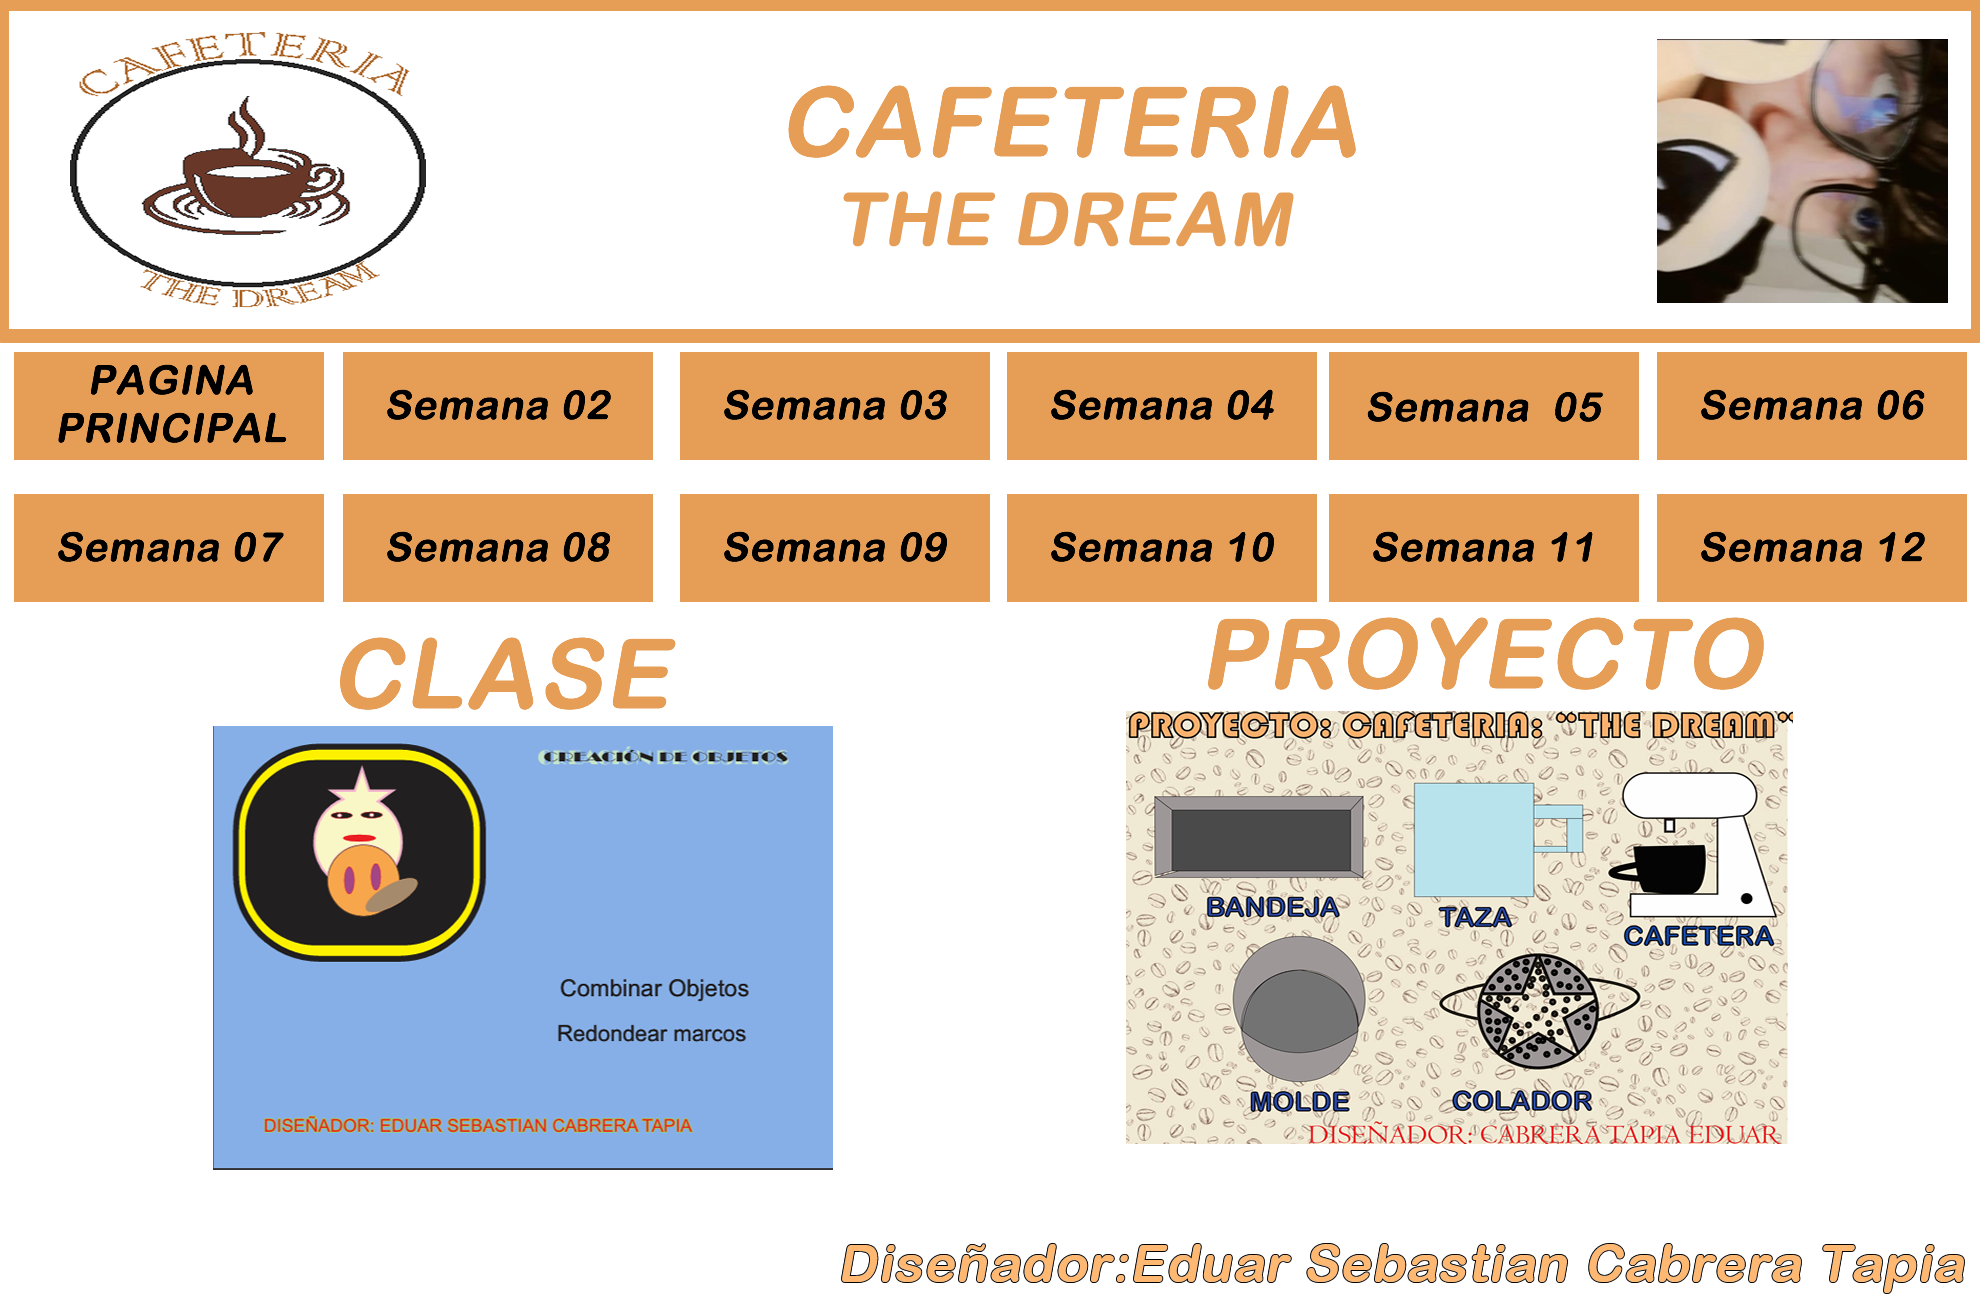 CAFETERIA
THE DREAM
CAFETERIA
THE DREAM
PAGINA
PRINCIPAL
Semana 02
Semana 03
Semana 04
Semana  05
Semana 06
Semana 07
Semana 08
Semana 09
Semana 10
Semana 11
Semana 12
CLASE
CREACIÓN DE OBJETOS
Combinar Objetos
Redondear marcos
DISEÑADOR: EDUAR SEBASTIAN CABRERA TAPIA
PROYECTO
PROYECTO: CAFETERIA: “THE DREAM“
BANDEJA
TAZA
CAFETERA
MOLDE
COLADOR
DISEÑADOR: CABRERA TAPIA EDUAR
Diseñador:Eduar Sebastian Cabrera Tapia